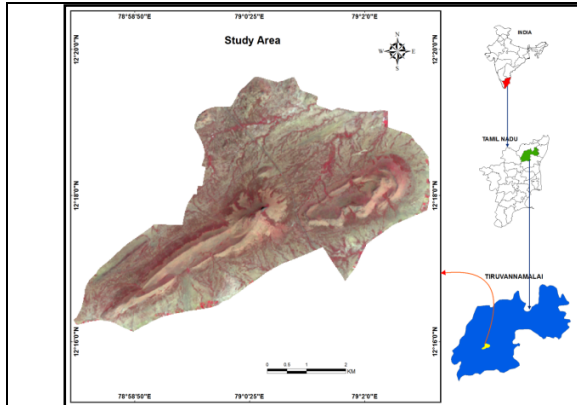 78°58'50"E 79°0'25"E 79°2'0"E
Study Area
N
W E
S
12°20'0"N 12°20'0"N
12°18'0"N 12°18'0"N
12°16'0"N 12°16'0"N
0 0.5 1 2
KM
78°58'50"E 79°0'25"E 79°2'0"E
INDIA
TAMIL NADU
TIRUVANNAMALAI